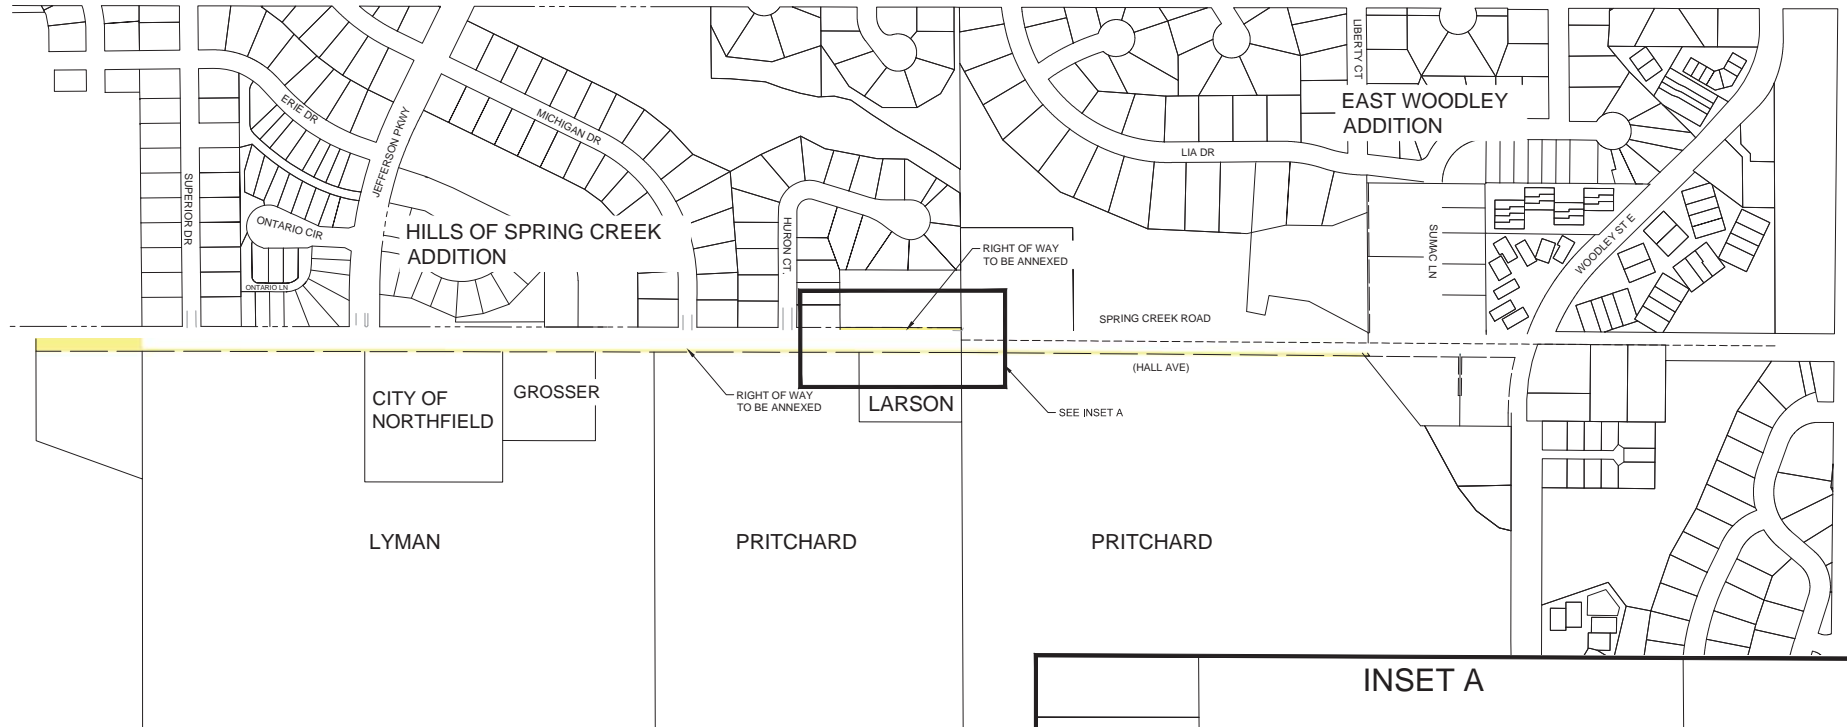 LIBERTY CT
EAST WOODLEY
ADDITION
ERIE DR
MICHIGAN DR
JEFFERSON PKWY
LIA DR
SUPERIOR DR
ONTARIO CIR
HILLS OF SPRING CREEK
ADDITION
HURON CT.
RIGHT OF WAY
TO BE ANNEXED
SUMAC LN
WOODLEY ST E
ONTARIO LN
SPRING CREEK ROAD
(HALL AVE)
CITY OF
NORTHFIELD
GROSSER
RIGHT OF WAY
TO BE ANNEXED
LARSON
SEE INSET A
LYMAN
PRITCHARD
PRITCHARD
INSET A